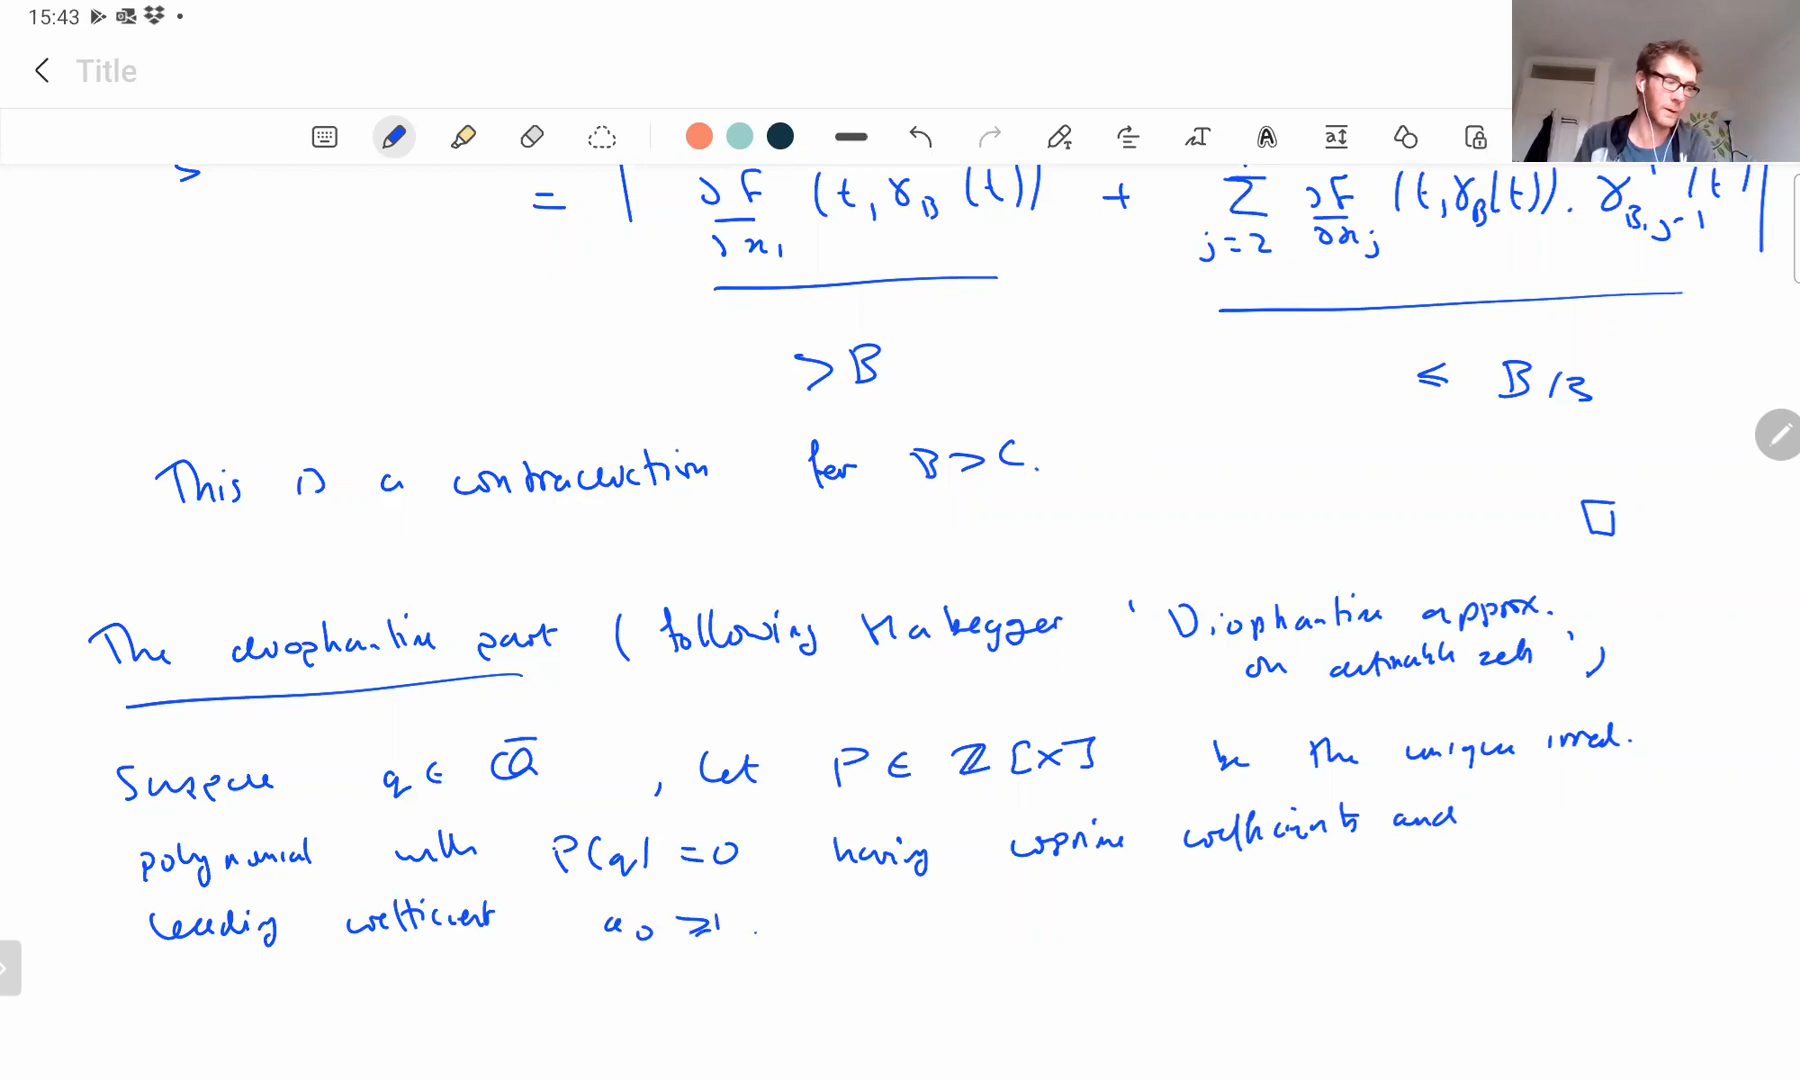 15:43
Title
= | ∂F/∂x₁ (t, γ_B (t)) + Σ_{j=2} ∂F/∂x_j (t, γ_B(t)). γ'_{B, j-1}(t) |
> B ≤ B/3
This is a contradiction for B > C.
□
The diophantine part (following Habegger 'Diophantine approx.
on definable sets')
Suppose q ∈ Q̄, let P ∈ ℤ[X] be the unique irred.
polynomial with P(q) = 0 having coprime coefficients and
leading coefficient a₀ ≥ 1.